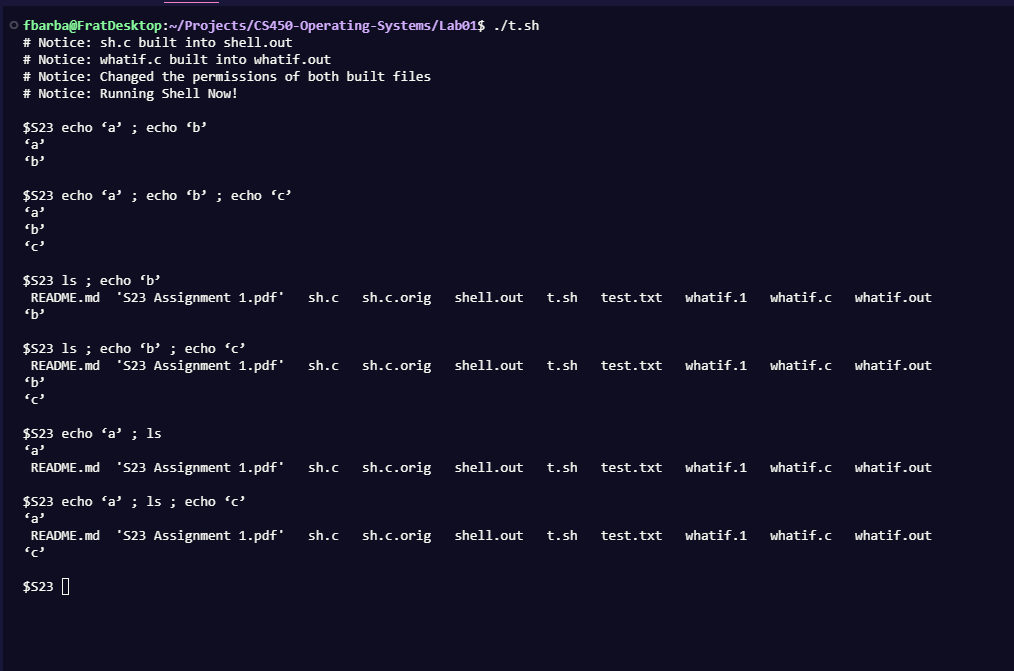 fbarba@FratDesktop:~/Projects/CS450-Operating-Systems/Lab01$ ./t.sh
# Notice: sh.c built into shell.out
# Notice: whatif.c built into whatif.out
# Notice: Changed the permissions of both built files
# Notice: Running Shell Now!
$S23 echo ‘a’ ; echo ‘b’
‘a’
‘b’
$S23 echo ‘a’ ; echo ‘b’ ; echo ‘c’
‘a’
‘b’
‘c’
$S23 ls ; echo ‘b’
README.md  'S23 Assignment 1.pdf'   sh.c   sh.c.orig   shell.out   t.sh   test.txt   whatif.1   whatif.c   whatif.out
‘b’
$S23 ls ; echo ‘b’ ; echo ‘c’
README.md  'S23 Assignment 1.pdf'   sh.c   sh.c.orig   shell.out   t.sh   test.txt   whatif.1   whatif.c   whatif.out
‘b’
‘c’
$S23 echo ‘a’ ; ls
‘a’
README.md  'S23 Assignment 1.pdf'   sh.c   sh.c.orig   shell.out   t.sh   test.txt   whatif.1   whatif.c   whatif.out
$S23 echo ‘a’ ; ls ; echo ‘c’
‘a’
README.md  'S23 Assignment 1.pdf'   sh.c   sh.c.orig   shell.out   t.sh   test.txt   whatif.1   whatif.c   whatif.out
‘c’
$S23